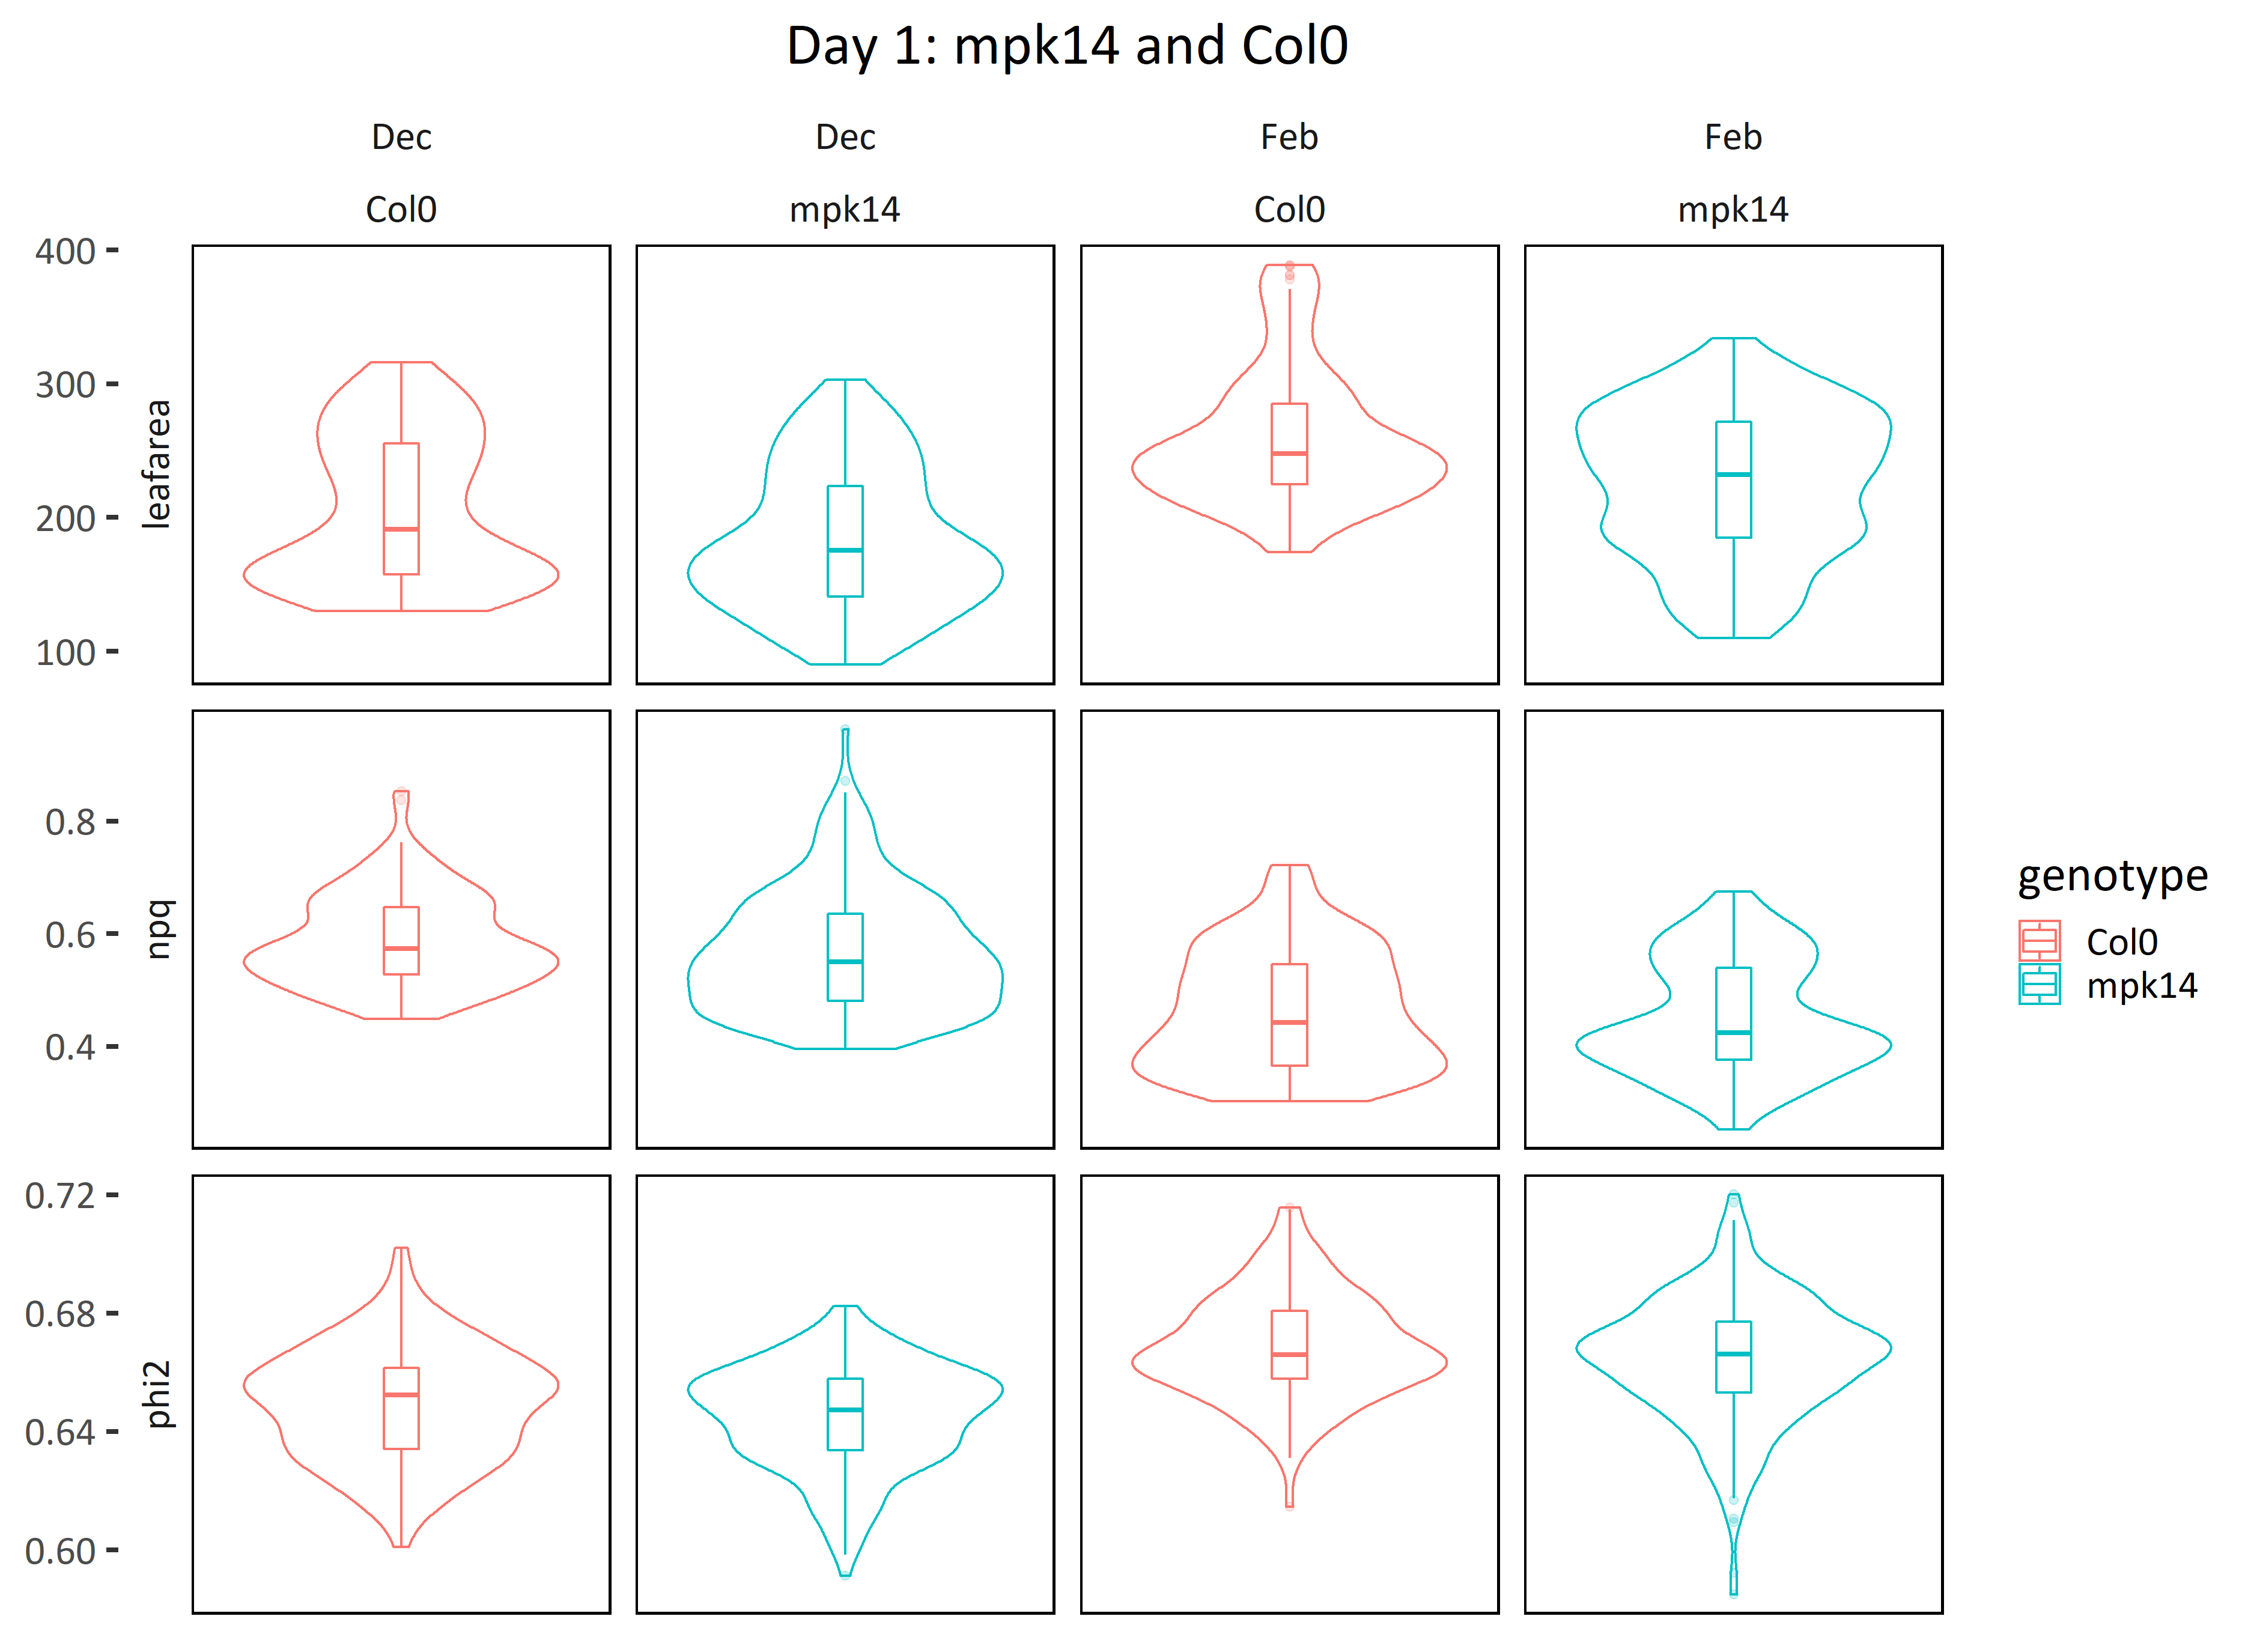 Day 1: mpk14 and Col0
Dec Dec Feb Feb
Col0 mpk14 Col0 mpk14
400
300
200
100
leafarea
0.8
0.6
0.4
npq
0.72
0.68
0.64
0.60
phi2
genotype
Col0
mpk14